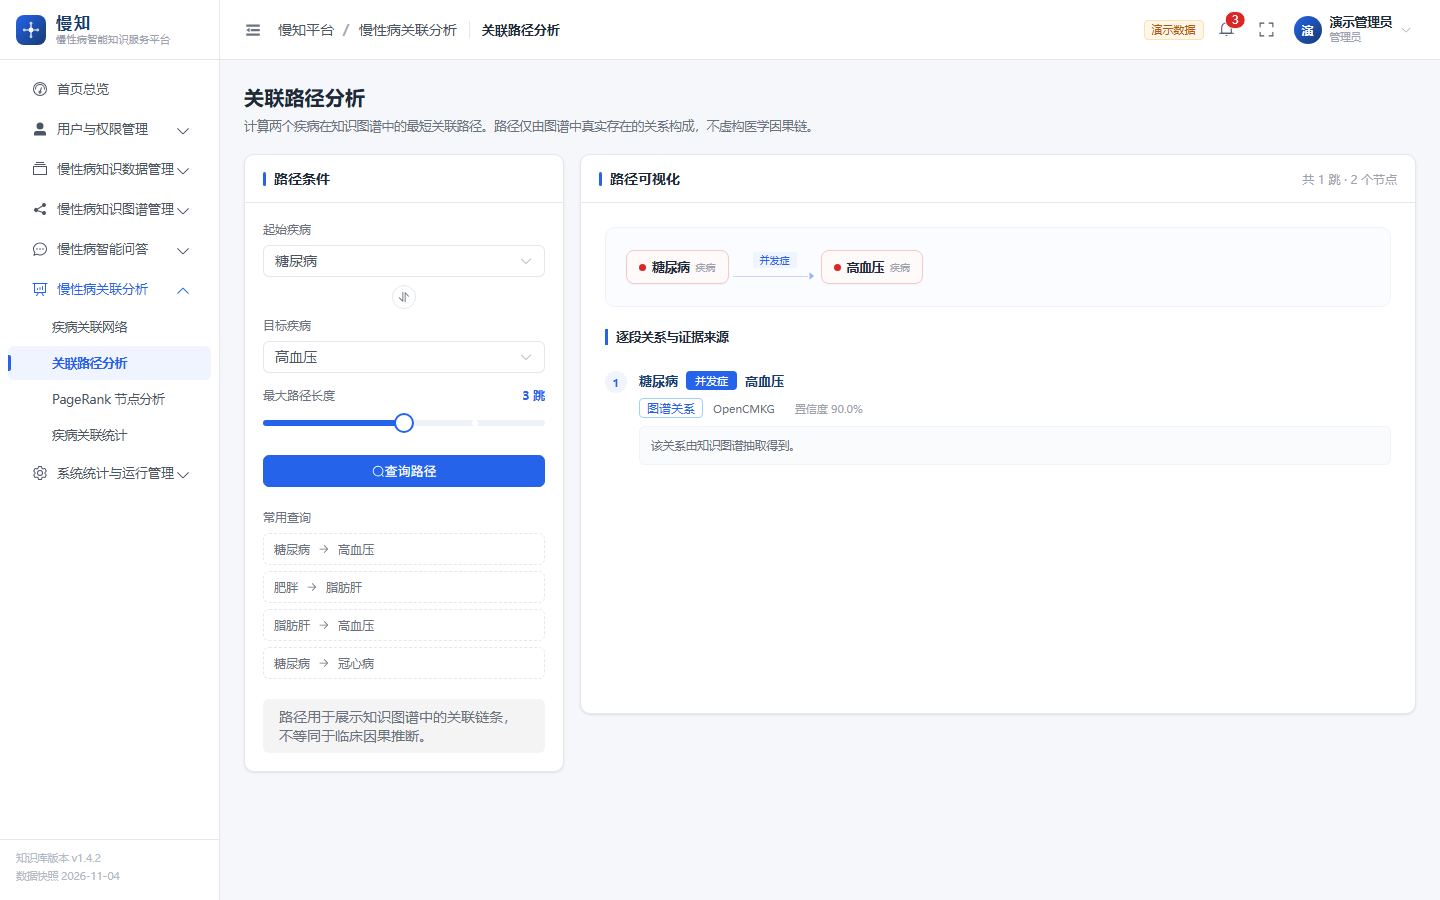 慢知
慢性病智能知识服务平台
慢知平台 / 慢性病关联分析 关联路径分析
演示数据
3
演
演示管理员
管理员
首页总览
用户与权限管理
慢性病知识数据管理
慢性病知识图谱管理
慢性病智能问答
慢性病关联分析
疾病关联网络
关联路径分析
PageRank 节点分析
疾病关联统计
系统统计与运行管理
知识库版本 v1.4.2
数据快照 2026-11-04
关联路径分析
计算两个疾病在知识图谱中的最短关联路径。路径仅由图谱中真实存在的关系构成，不虚构医学因果链。
路径条件
起始疾病
糖尿病
目标疾病
高血压
最大路径长度 3 跳
查询路径
常用查询
糖尿病 → 高血压
肥胖 → 脂肪肝
脂肪肝 → 高血压
糖尿病 → 冠心病
路径用于展示知识图谱中的关联链条，
不等同于临床因果推断。
路径可视化
共 1 跳 · 2 个节点
糖尿病 疾病 并发症 高血压 疾病
逐段关系与证据来源
1 糖尿病 并发症 高血压
图谱关系 OpenCMKG 置信度 90.0%
该关系由知识图谱抽取得到。